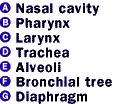 A Nasal cavity
B Pharynx
C Larynx
D Trachea
E Alveoli
F Bronchial tree
G Diaphragm